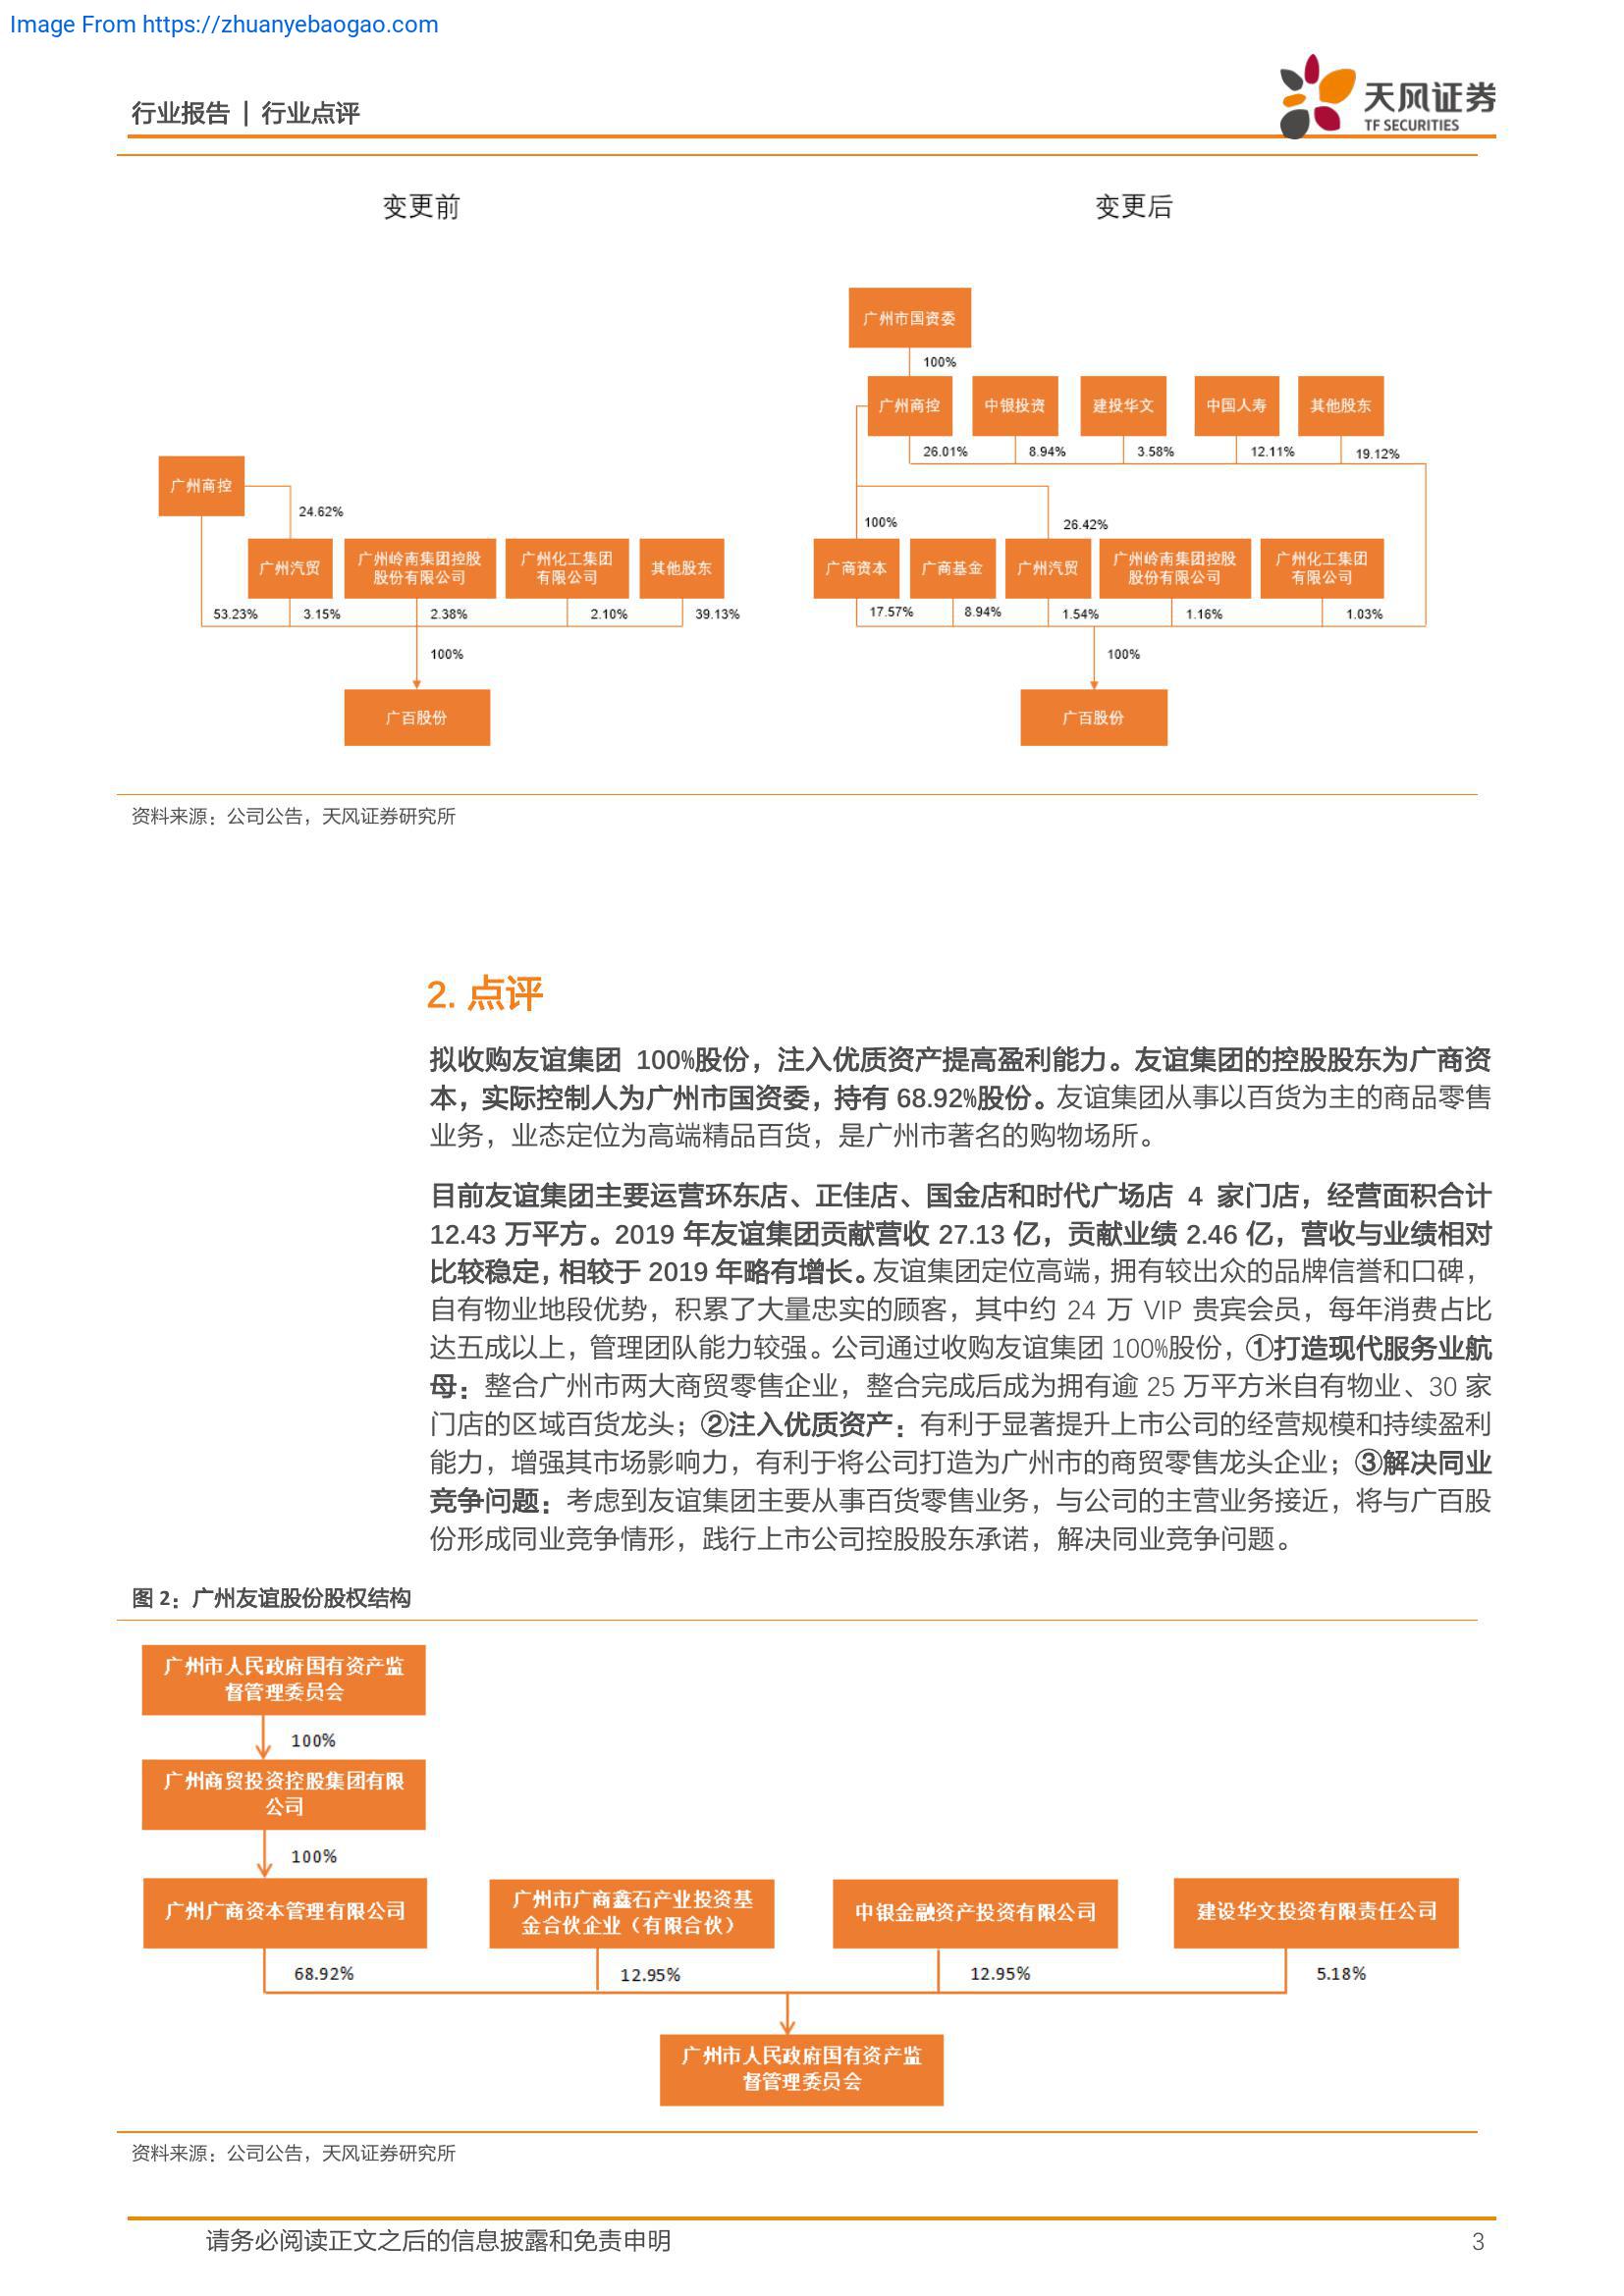 Image From https://zhuanyebaogao.com
行业报告 | 行业点评
天风证券
TF SECURITIES
变更前
变更后
广州商控
24.62%
广州汽贸
广州岭南集团控股
股份有限公司
广州化工集团
有限公司
其他股东
53.23%
3.15%
2.38%
2.10%
39.13%
100%
广百股份
广州市国资委
100%
广州商控
中银投资
建投华文
中国人寿
其他股东
26.01%
8.94%
3.58%
12.11%
19.12%
100%
26.42%
广商资本
广商基金
广州汽贸
广州岭南集团控股
股份有限公司
广州化工集团
有限公司
17.57%
8.94%
1.54%
1.16%
1.03%
100%
广百股份
资料来源：公司公告，天风证券研究所
2. 点评
拟收购友谊集团 100%股份，注入优质资产提高盈利能力。友谊集团的控股股东为广商资
本，实际控制人为广州市国资委，持有 68.92%股份。友谊集团从事以百货为主的商品零售
业务，业态定位为高端精品百货，是广州市著名的购物场所。
目前友谊集团主要运营环东店、正佳店、国金店和时代广场店 4 家门店，经营面积合计
12.43 万平方。2019 年友谊集团贡献营收 27.13 亿，贡献业绩 2.46 亿，营收与业绩相对
比较稳定，相较于 2019 年略有增长。友谊集团定位高端，拥有较出众的品牌信誉和口碑，
自有物业地段优势，积累了大量忠实的顾客，其中约 24 万 VIP 贵宾会员，每年消费占比
达五成以上，管理团队能力较强。公司通过收购友谊集团 100%股份，①打造现代服务业航
母：整合广州市两大商贸零售企业，整合完成后成为拥有逾 25 万平方米自有物业、30 家
门店的区域百货龙头；②注入优质资产：有利于显著提升上市公司的经营规模和持续盈利
能力，增强其市场影响力，有利于将公司打造为广州市的商贸零售龙头企业；③解决同业
竞争问题：考虑到友谊集团主要从事百货零售业务，与公司的主营业务接近，将与广百股
份形成同业竞争情形，践行上市公司控股股东承诺，解决同业竞争问题。
图 2：广州友谊股份股权结构
广州市人民政府国有资产监
督管理委员会
100%
广州商贸投资控股集团有限
公司
100%
广州广商资本管理有限公司
广州市广商鑫石产业投资基
金合伙企业（有限合伙）
中银金融资产投资有限公司
建设华文投资有限责任公司
68.92%
12.95%
12.95%
5.18%
广州市人民政府国有资产监
督管理委员会
资料来源：公司公告，天风证券研究所
请务必阅读正文之后的信息披露和免责申明
3